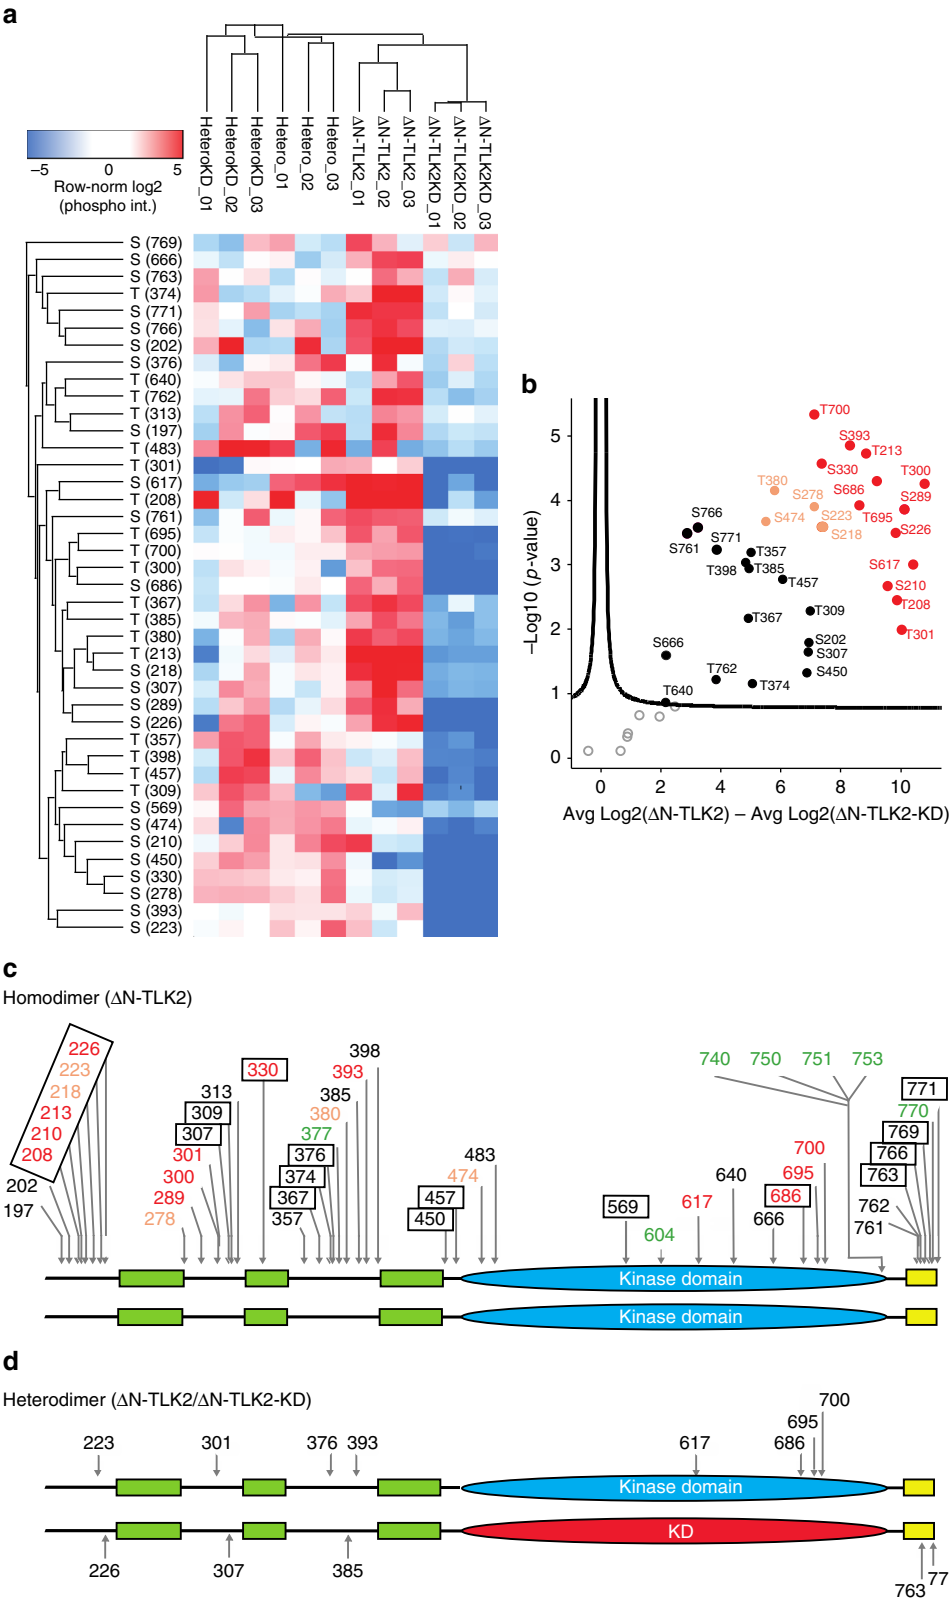 a
HeteroKD_01
HeteroKD_02
HeteroKD_03
Hetero_01
Hetero_02
Hetero_03
ΔN-TLK2_01
ΔN-TLK2_02
ΔN-TLK2_03
ΔN-TLK2KD_01
ΔN-TLK2KD_02
ΔN-TLK2KD_03
−5 0 5
Row-norm log2
(phospho int.)
S (769)
S (666)
S (763)
T (374)
S (771)
S (766)
S (202)
S (376)
T (640)
T (762)
T (313)
S (197)
T (483)
T (301)
S (617)
T (208)
S (761)
T (695)
T (700)
T (300)
S (686)
T (367)
T (385)
T (380)
T (213)
S (218)
S (307)
S (289)
S (226)
T (357)
T (398)
T (457)
T (309)
S (569)
S (474)
S (210)
S (450)
S (330)
S (278)
S (393)
S (223)
b
−Log10 (p-value)
5
4
3
2
1
0
T700
S393
T213
S330
T300
T380
S686
S289
S278
S474
S223
T695
S218
S226
S766
S761
S771
T357
T398
T385
S617
T457
S210
T208
T367
T309
T301
S202
S307
S666
S450
T762
T374
T640
0 2 4 6 8 10
Avg Log2(ΔN-TLK2) − Avg Log2(ΔN-TLK2-KD)
c
Homodimer (ΔN-TLK2)
226
223
218
213
210
208
202
197
313
309
307
301
300
289
278
330
398
393
385
380
377
376
374
367
357
483
474
457
450
569
604
617
640
666
686
695
700
740 750 751 753
771
770
769
766
763
762
761
Kinase domain
Kinase domain
d
Heterodimer (ΔN-TLK2/ΔN-TLK2-KD)
223 301 376 393 617 686 695 700
Kinase domain
KD
226 307 385 763 77